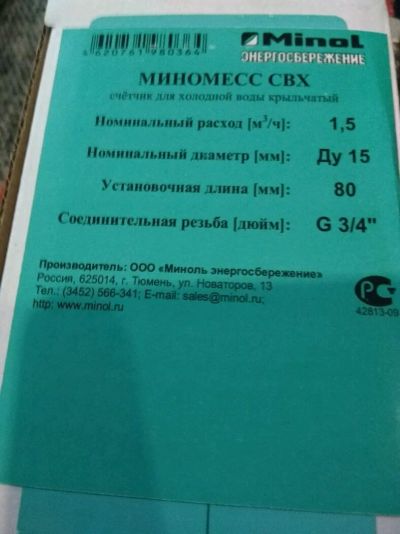 4620761980364
Minol
ЭНЕРГОСБЕРЕЖЕНИЕ
МИНОМЕСС СВХ
счётчик для холодной воды крыльчатый
Номинальный расход [м³/ч]: 1,5
Номинальный диаметр [мм]: Ду 15
Установочная длина [мм]: 80
Соединительная резьба [дюйм]: G 3/4"
Производитель: ООО «Миноль энергосбережение»
Россия, 625014, г. Тюмень, ул. Новаторов, 13
Тел.: (3452) 566-341; E-mail: sales@minol.ru;
http: www.minol.ru
42813-09